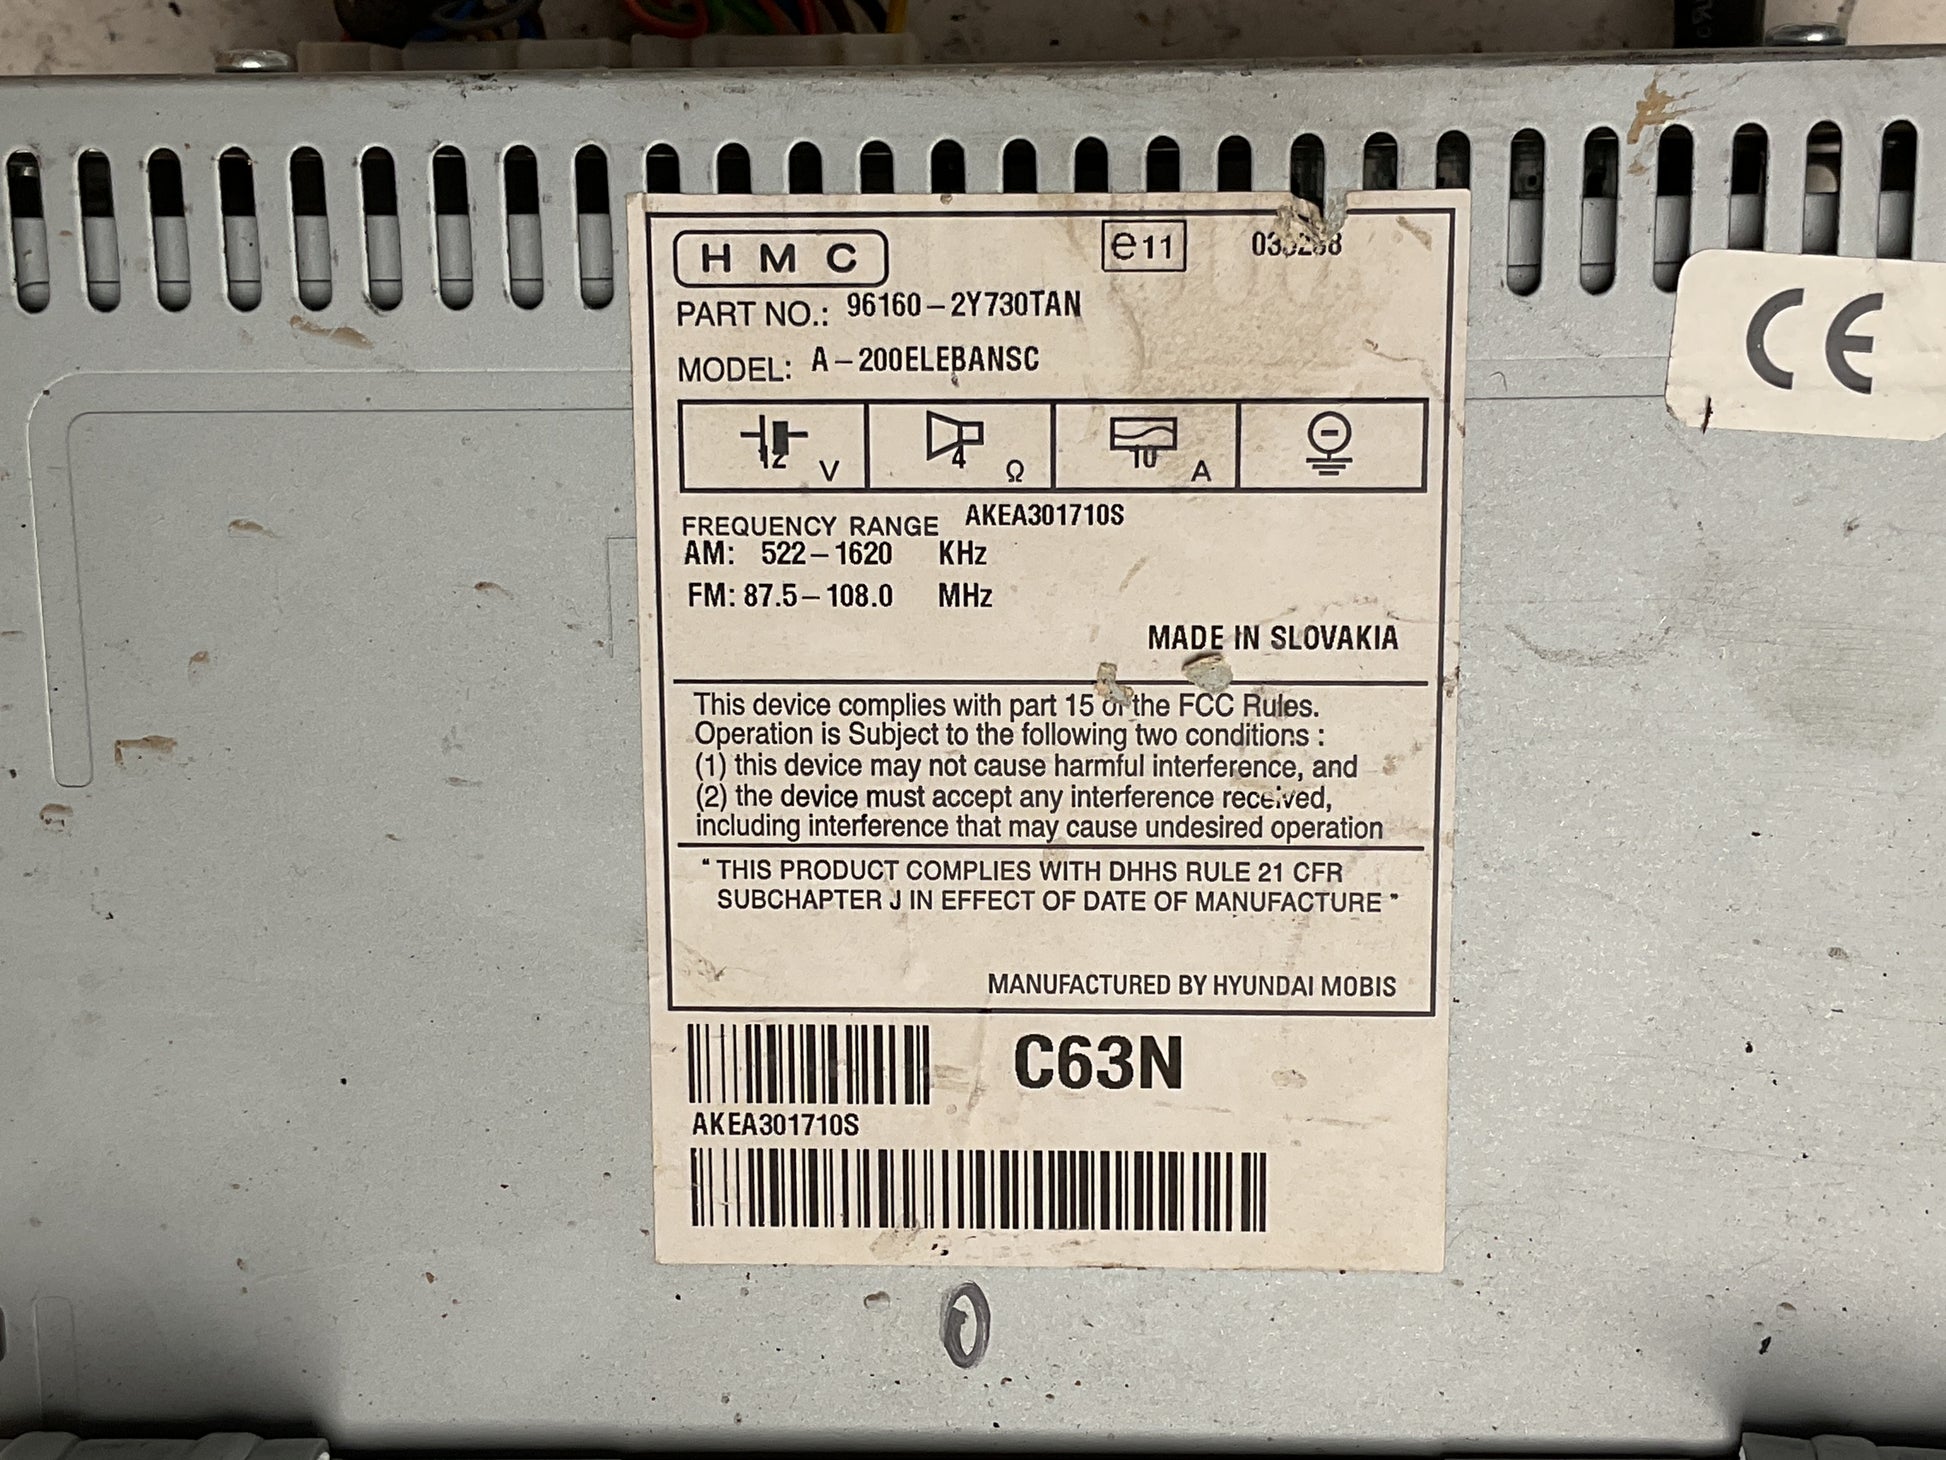 HMC e11
PART NO.: 96160-2Y730TAN
MODEL: A-200ELEBANSC
12 V 4 Ω 10 A
FREQUENCY RANGE AKEA301710S
AM: 522-1620 KHz
FM: 87.5-108.0 MHz
MADE IN SLOVAKIA
This device complies with part 15 of the FCC Rules.
Operation is Subject to the following two conditions :
(1) this device may not cause harmful interference, and
(2) the device must accept any interference received,
including interference that may cause undesired operation
" THIS PRODUCT COMPLIES WITH DHHS RULE 21 CFR
SUBCHAPTER J IN EFFECT OF DATE OF MANUFACTURE "
MANUFACTURED BY HYUNDAI MOBIS
C63N
AKEA301710S
CE